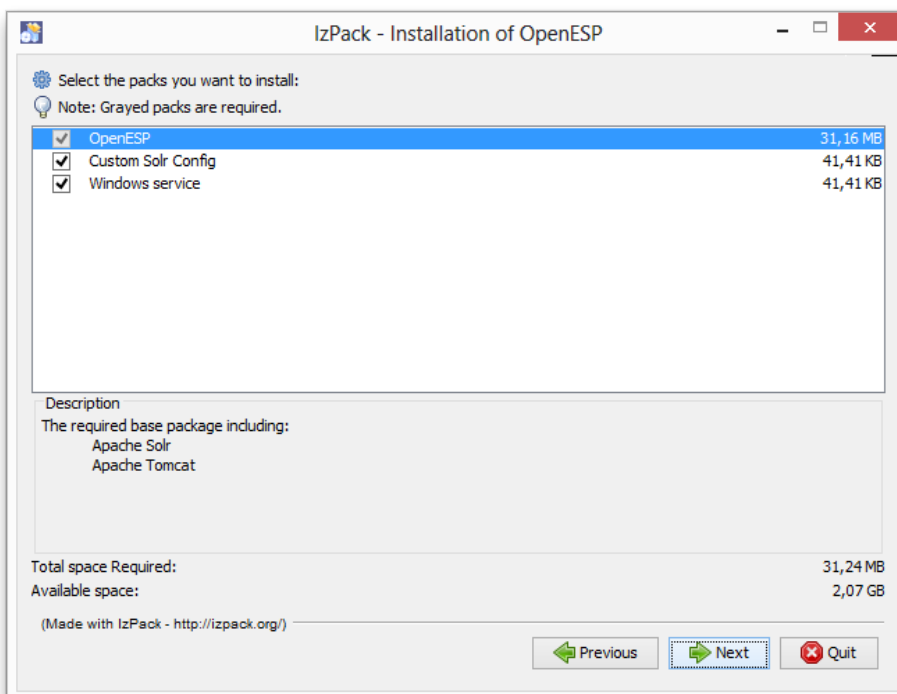 IzPack - Installation of OpenESP
Select the packs you want to install:
Note: Grayed packs are required.
OpenESP 31,16 MB
Custom Solr Config 41,41 KB
Windows service 41,41 KB
Description
The required base package including:
Apache Solr
Apache Tomcat
Total space Required: 31,24 MB
Available space: 2,07 GB
(Made with IzPack - http://izpack.org/)
Previous Next Quit